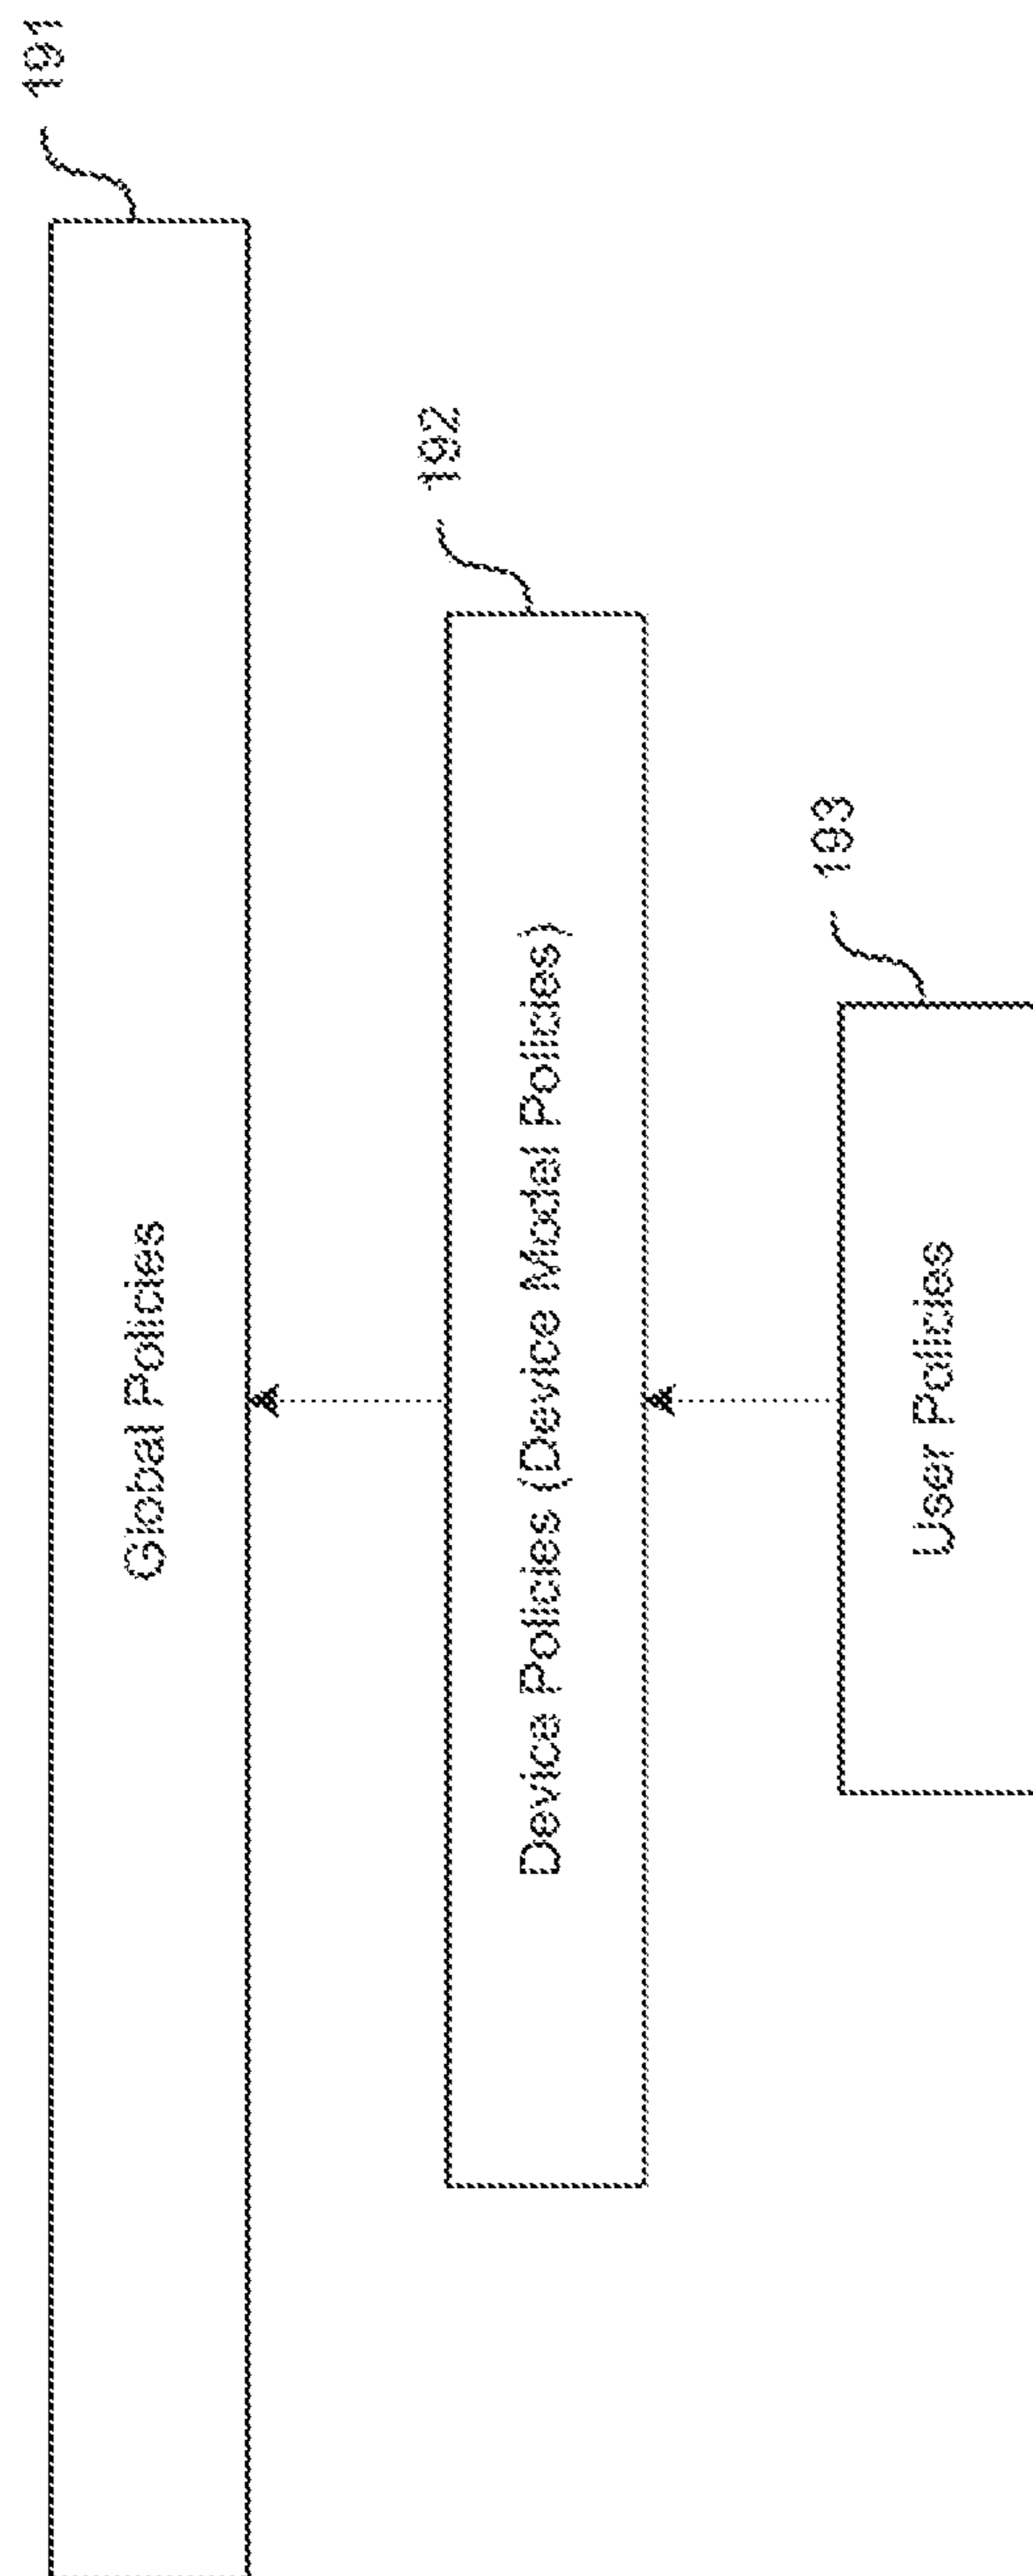 191
Global Policies
192
Device Policies (Device Model Policies)
193
User Policies